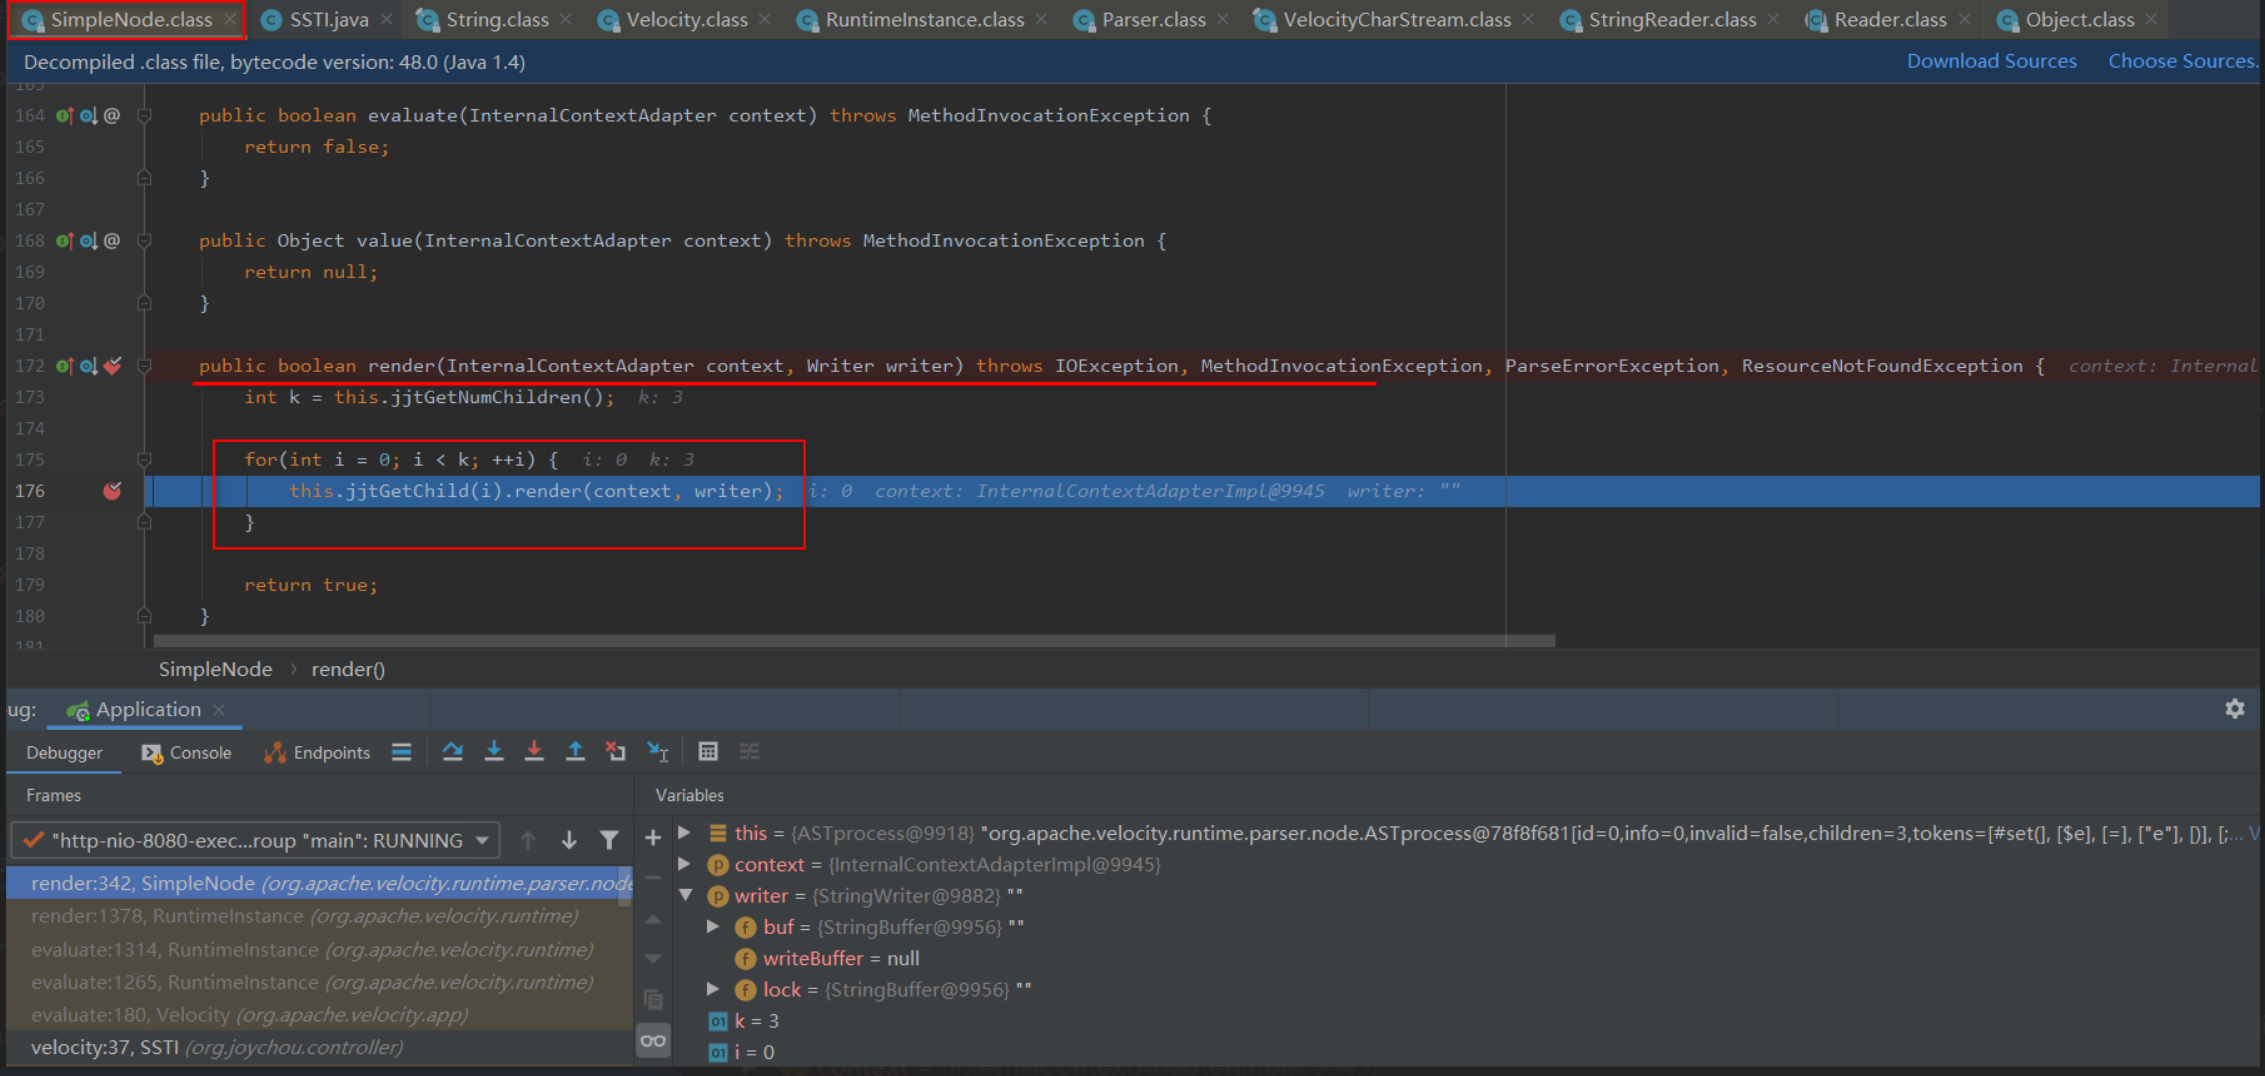 SimpleNode.class SSTI.java String.class Velocity.class RuntimeInstance.class Parser.class VelocityCharStream.class StringReader.class Reader.class Object.class
Decompiled .class file, bytecode version: 48.0 (Java 1.4) Download Sources Choose Sources.
163
164 public boolean evaluate(InternalContextAdapter context) throws MethodInvocationException {
165 return false;
166 }
167
168 public Object value(InternalContextAdapter context) throws MethodInvocationException {
169 return null;
170 }
171
172 public boolean render(InternalContextAdapter context, Writer writer) throws IOException, MethodInvocationException, ParseErrorException, ResourceNotFoundException { context: Internal
173 int k = this.jjtGetNumChildren(); k: 3
174
175 for(int i = 0; i < k; ++i) { i: 0 k: 3
176 this.jjtGetChild(i).render(context, writer); i: 0 context: InternalContextAdapterImpl@9945 writer: ""
177 }
178
179 return true;
180 }
181
SimpleNode › render()
ug: Application
Debugger Console Endpoints
Frames Variables
"http-nio-8080-exec...roup "main": RUNNING
render:342, SimpleNode (org.apache.velocity.runtime.parser.node
render:1378, RuntimeInstance (org.apache.velocity.runtime)
evaluate:1314, RuntimeInstance (org.apache.velocity.runtime)
evaluate:1265, RuntimeInstance (org.apache.velocity.runtime)
evaluate:180, Velocity (org.apache.velocity.app)
velocity:37, SSTI (org.joychou.controller)
this = {ASTprocess@9918} "org.apache.velocity.runtime.parser.node.ASTprocess@78f8f681[id=0,info=0,invalid=false,children=3,tokens=[#set(], [$e], [=], ["e"], [)], [;... V
context = {InternalContextAdapterImpl@9945}
writer = {StringWriter@9882} ""
buf = {StringBuffer@9956} ""
writeBuffer = null
lock = {StringBuffer@9956} ""
k = 3
i = 0